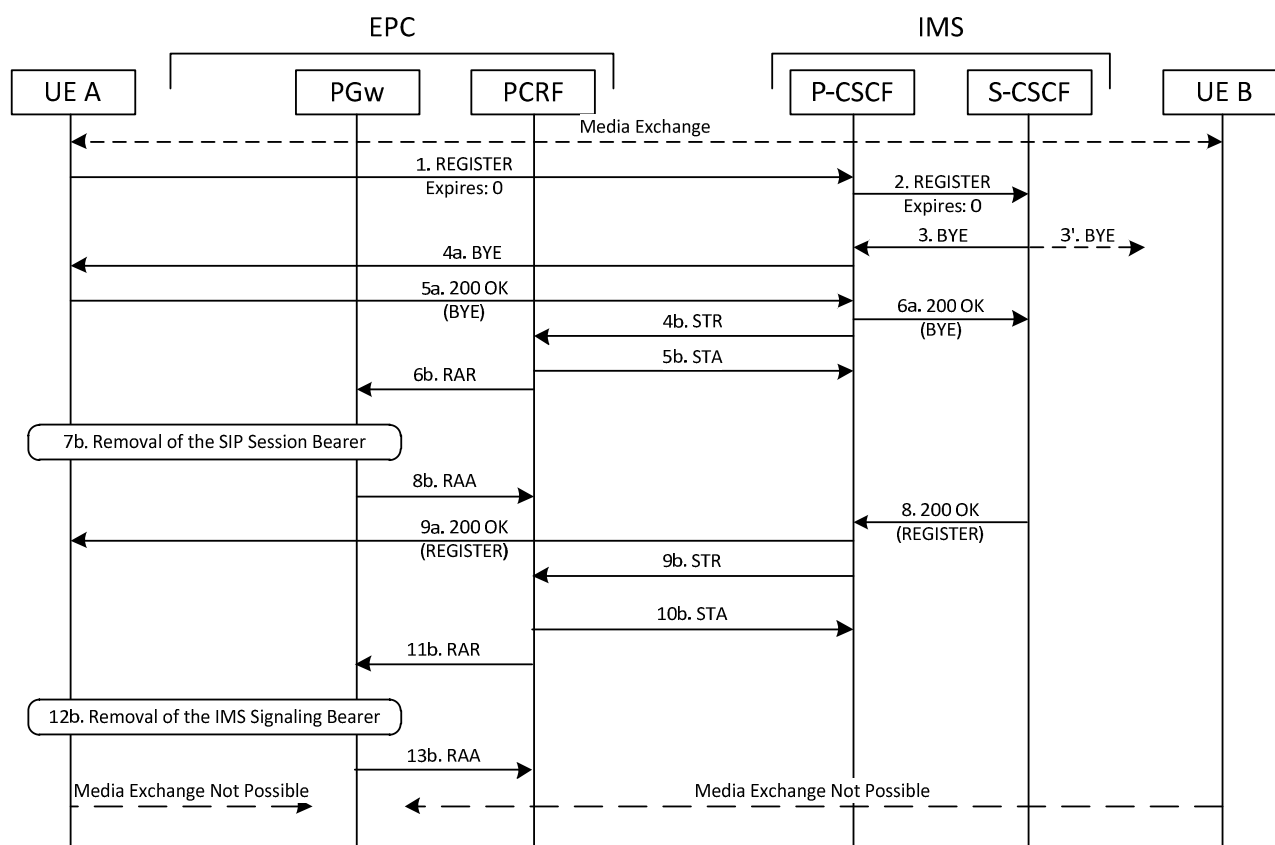 EPC
IMS
UE A
PGw
PCRF
P-CSCF
S-CSCF
UE B
Media Exchange
1. REGISTER
Expires: 0
2. REGISTER
Expires: 0
3. BYE
3'. BYE
4a. BYE
5a. 200 OK
(BYE)
6a. 200 OK
(BYE)
4b. STR
5b. STA
6b. RAR
7b. Removal of the SIP Session Bearer
8b. RAA
8. 200 OK
(REGISTER)
9a. 200 OK
(REGISTER)
9b. STR
10b. STA
11b. RAR
12b. Removal of the IMS Signaling Bearer
13b. RAA
Media Exchange Not Possible
Media Exchange Not Possible